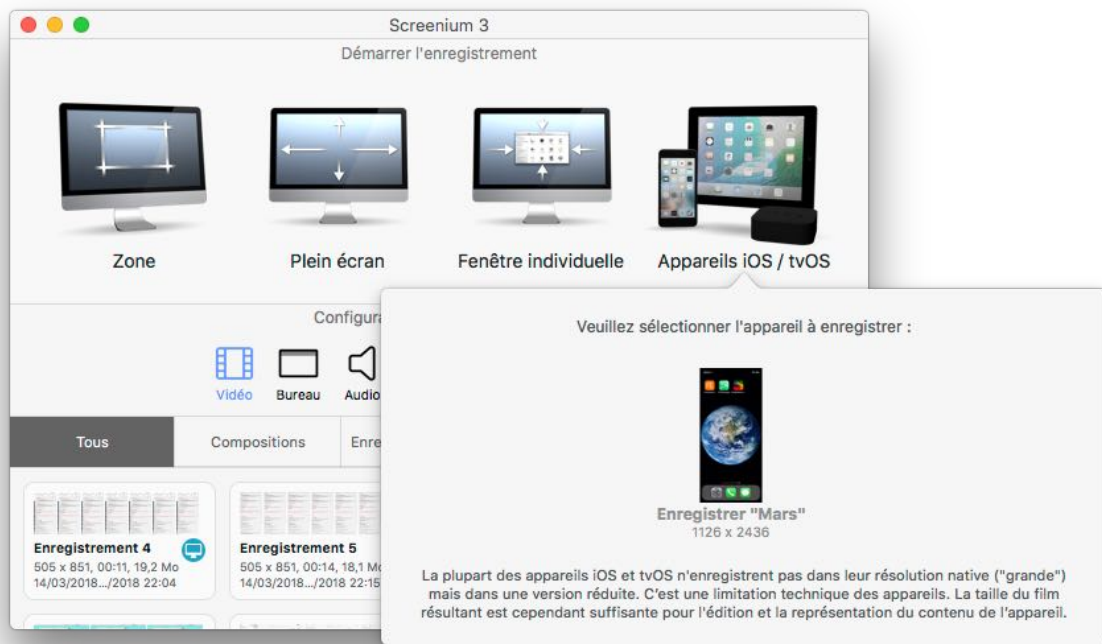 Screenium 3
Démarrer l'enregistrement
Zone
Plein écran
Fenêtre individuelle
Appareils iOS / tvOS
Configura
Vidéo
Bureau
Audio
Tous
Compositions
Enre
Enregistrement 4
505 x 851, 00:11, 19,2 Mo
14/03/2018.../2018 22:04
Enregistrement 5
505 x 851, 00:14, 18,1 Mo
14/03/2018.../2018 22:15
Veuillez sélectionner l'appareil à enregistrer :
Enregistrer "Mars"
1126 x 2436
La plupart des appareils iOS et tvOS n'enregistrent pas dans leur résolution native ("grande")
mais dans une version réduite. C'est une limitation technique des appareils. La taille du film
résultant est cependant suffisante pour l'édition et la représentation du contenu de l'appareil.